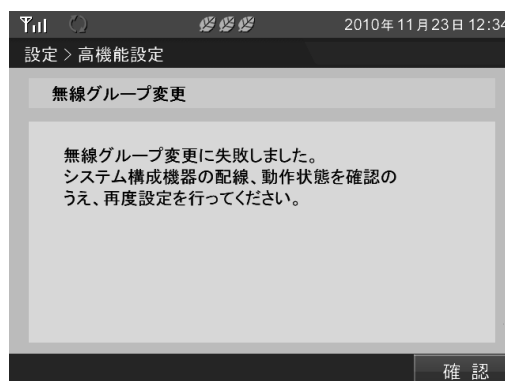 2010年11月23日 12:34
設定 > 高機能設定
無線グループ変更
無線グループ変更に失敗しました。
システム構成機器の配線、動作状態を確認の
うえ、再度設定を行ってください。
確 認